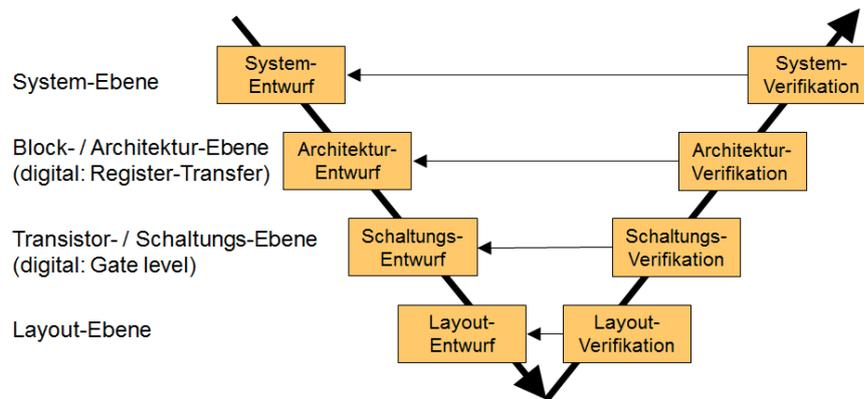 System-Ebene
System-
Entwurf
System-
Verifikation
Block- / Architektur-Ebene
(digital: Register-Transfer)
Architektur-
Entwurf
Architektur-
Verifikation
Transistor- / Schaltungs-Ebene
(digital: Gate level)
Schaltungs-
Entwurf
Schaltungs-
Verifikation
Layout-Ebene
Layout-
Entwurf
Layout-
Verifikation